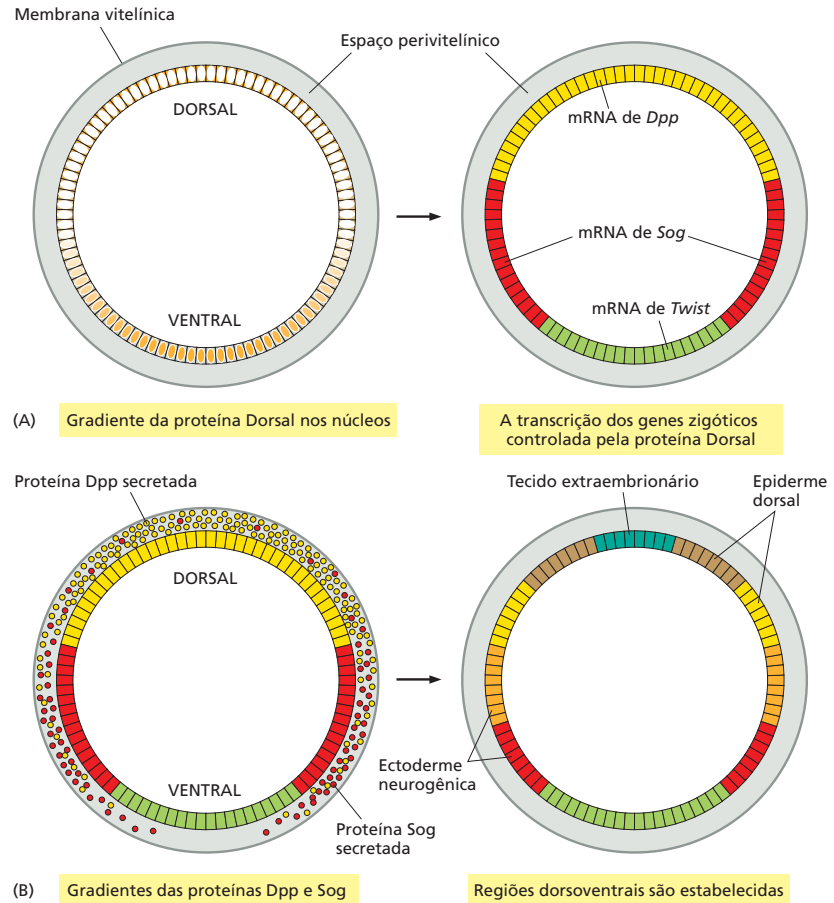 Membrana vitelínica
Espaço perivitelínico
DORSAL
mRNA de Dpp
mRNA de Sog
VENTRAL
mRNA de Twist
(A)
Gradiente da proteína Dorsal nos núcleos
A transcrição dos genes zigóticos
controlada pela proteína Dorsal
Proteína Dpp secretada
Tecido extraembrionário
Epiderme
dorsal
DORSAL
Ectoderme
neurogênica
VENTRAL
Proteína Sog
secretada
(B)
Gradientes das proteínas Dpp e Sog
Regiões dorsoventrais são estabelecidas